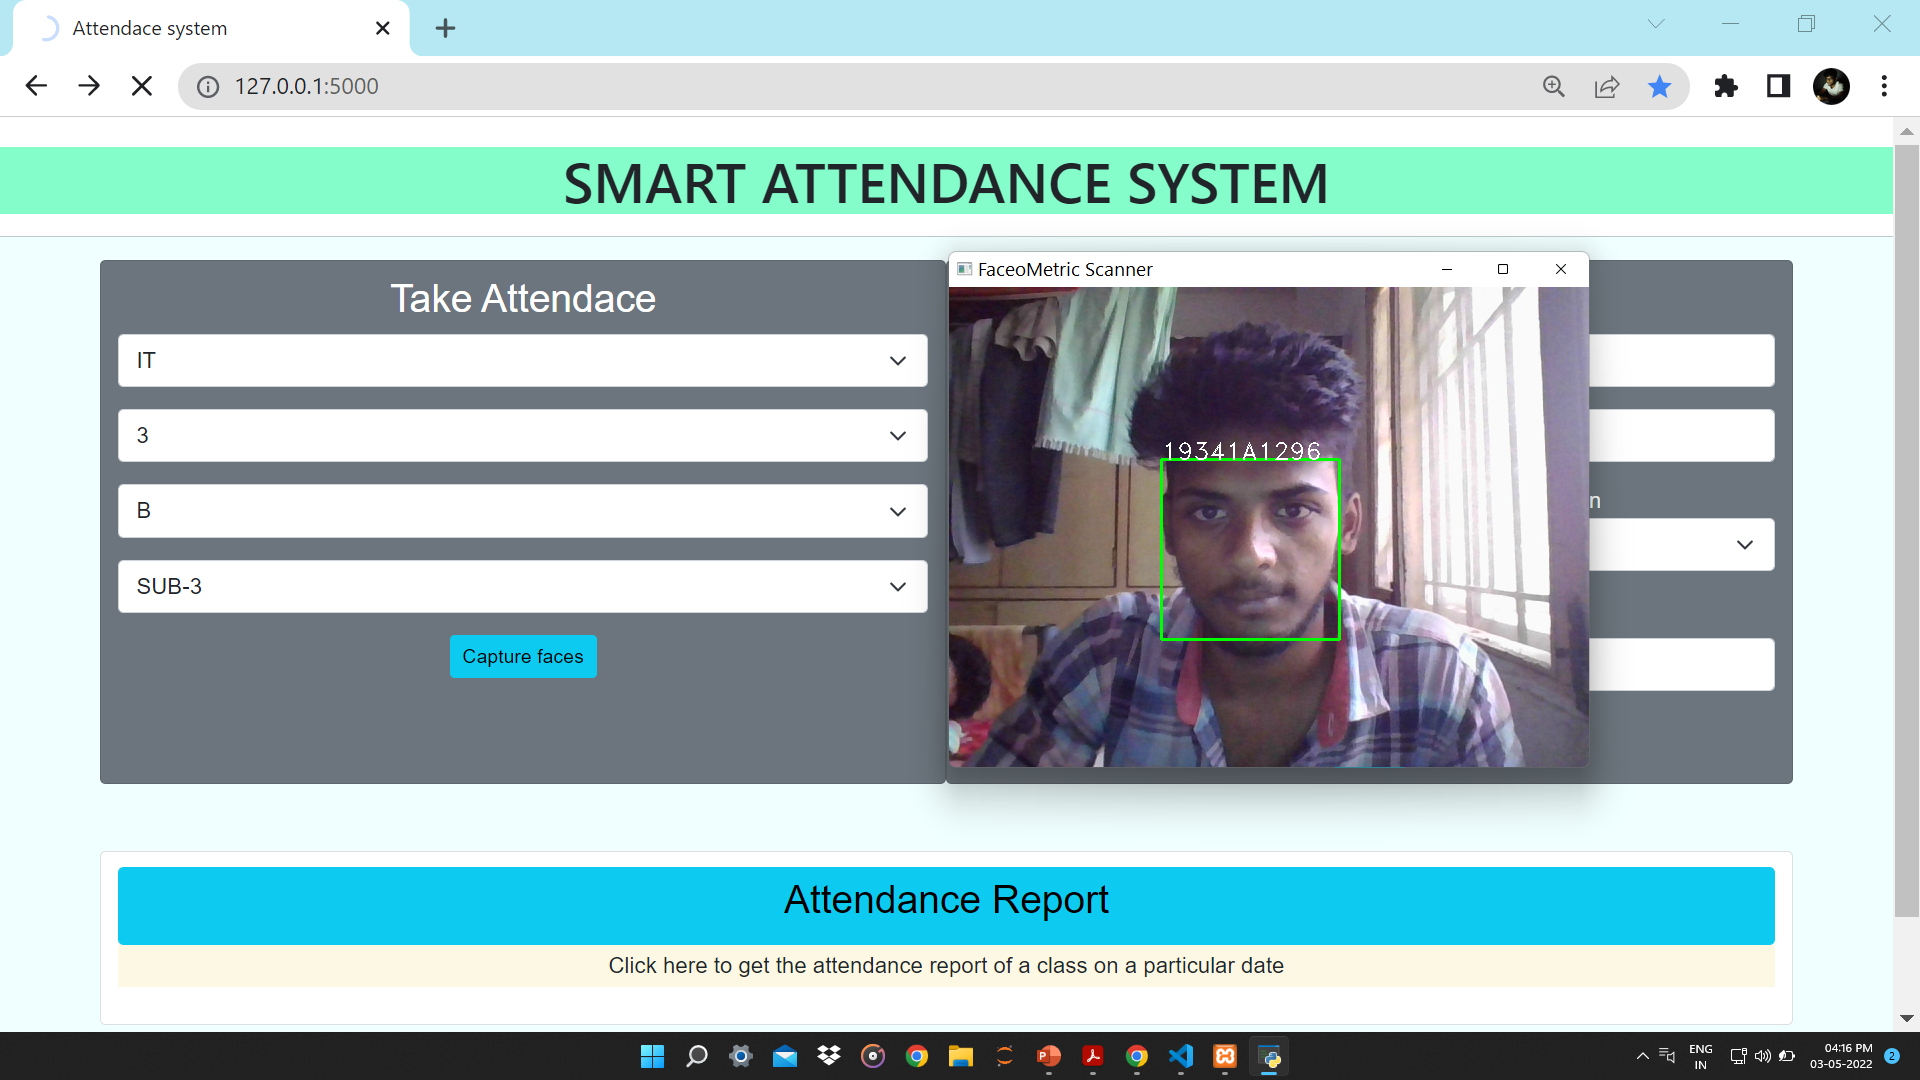 Attendace system
127.0.0.1:5000
SMART ATTENDANCE SYSTEM
Take Attendace
IT
3
B
SUB-3
Capture faces
FaceoMetric Scanner
19341A1296
n
Attendance Report
Click here to get the attendance report of a class on a particular date
ENG
IN
04:16 PM
03-05-2022
2